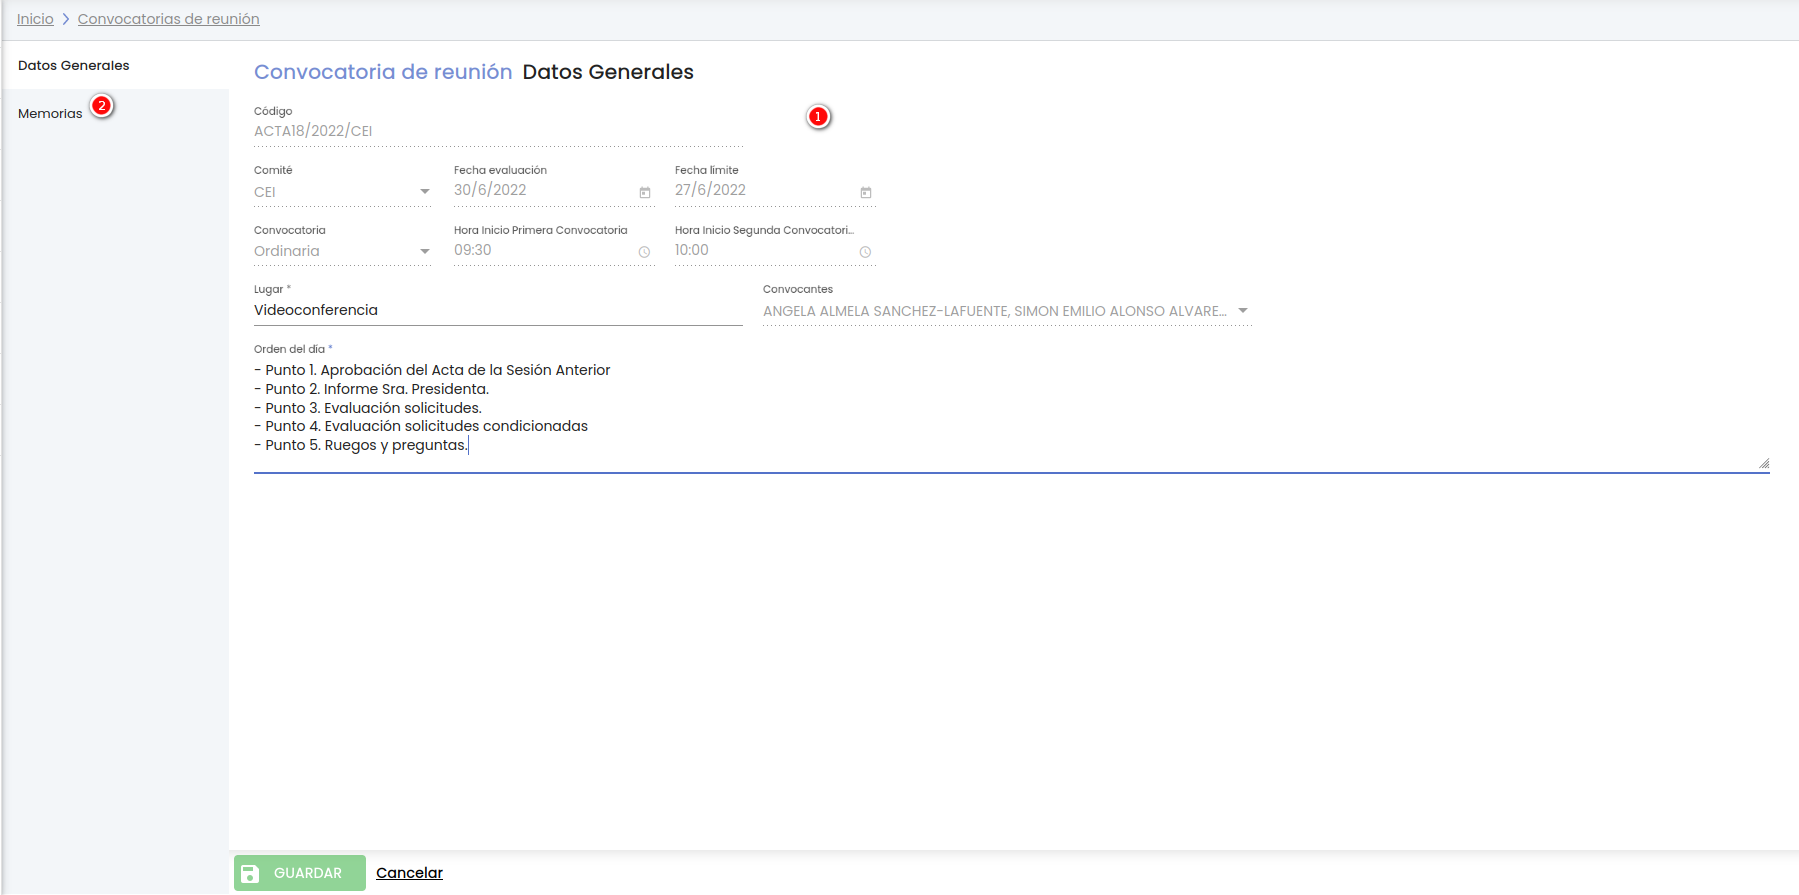 Inicio > Convocatorias de reunión
Datos Generales
Memorias 2
Convocatoria de reunión Datos Generales
1
Código
ACTA18/2022/CEI
Comité Fecha evaluación Fecha límite
CEI 30/6/2022 27/6/2022
Convocatoria Hora Inicio Primera Convocatoria Hora Inicio Segunda Convocatori...
Ordinaria 09:30 10:00
Lugar * Convocantes
Videoconferencia ANGELA ALMELA SANCHEZ-LAFUENTE, SIMON EMILIO ALONSO ALVARE...
Orden del día *
- Punto 1. Aprobación del Acta de la Sesión Anterior
- Punto 2. Informe Sra. Presidenta.
- Punto 3. Evaluación solicitudes.
- Punto 4. Evaluación solicitudes condicionadas
- Punto 5. Ruegos y preguntas.
GUARDAR Cancelar